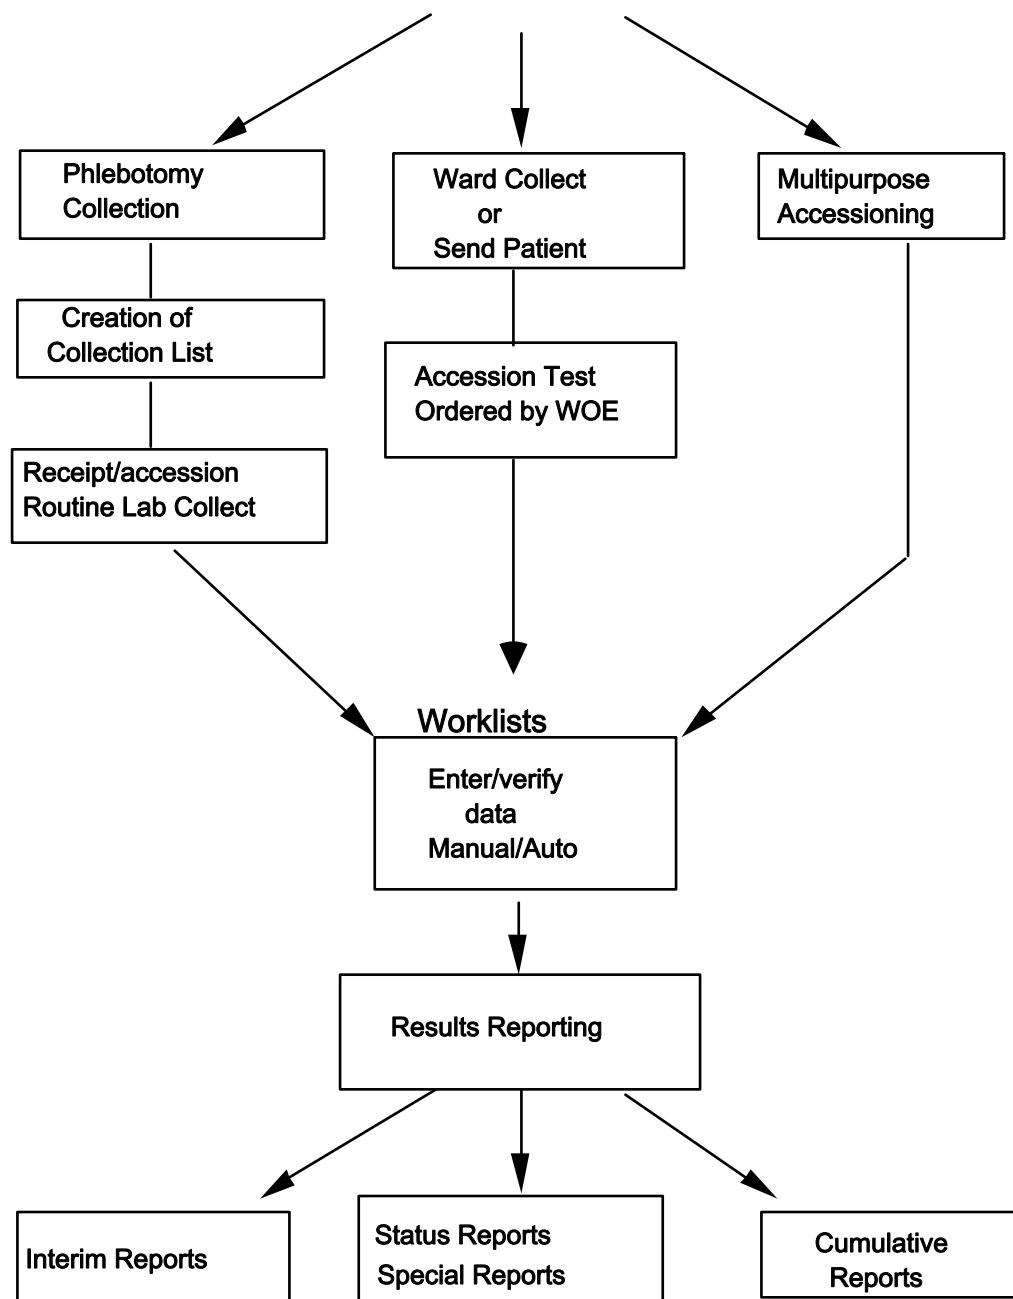 Phlebotomy
Collection
Ward Collect
or
Send Patient
Multipurpose
Accessioning
Creation of
Collection List
Accession Test
Ordered by WOE
Receipt/accession
Routine Lab Collect
Worklists
Enter/verify
data
Manual/Auto
Results Reporting
Interim Reports
Status Reports
Special Reports
Cumulative
Reports